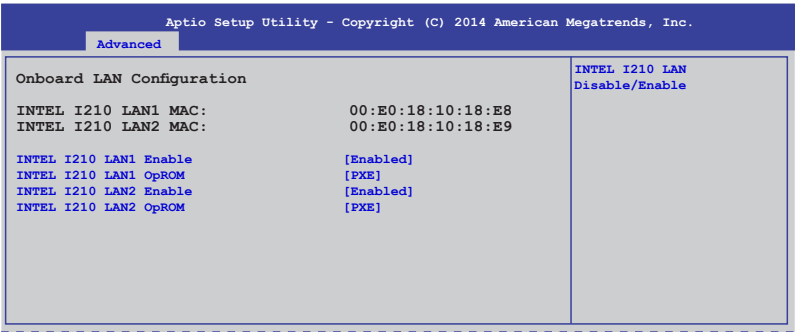 Aptio Setup Utility - Copyright (C) 2014 American Megatrends, Inc.
Advanced
Onboard LAN Configuration
INTEL I210 LAN1 MAC: 00:E0:18:10:18:E8
INTEL I210 LAN2 MAC: 00:E0:18:10:18:E9
INTEL I210 LAN1 Enable [Enabled]
INTEL I210 LAN1 OpROM [PXE]
INTEL I210 LAN2 Enable [Enabled]
INTEL I210 LAN2 OpROM [PXE]
INTEL I210 LAN
Disable/Enable